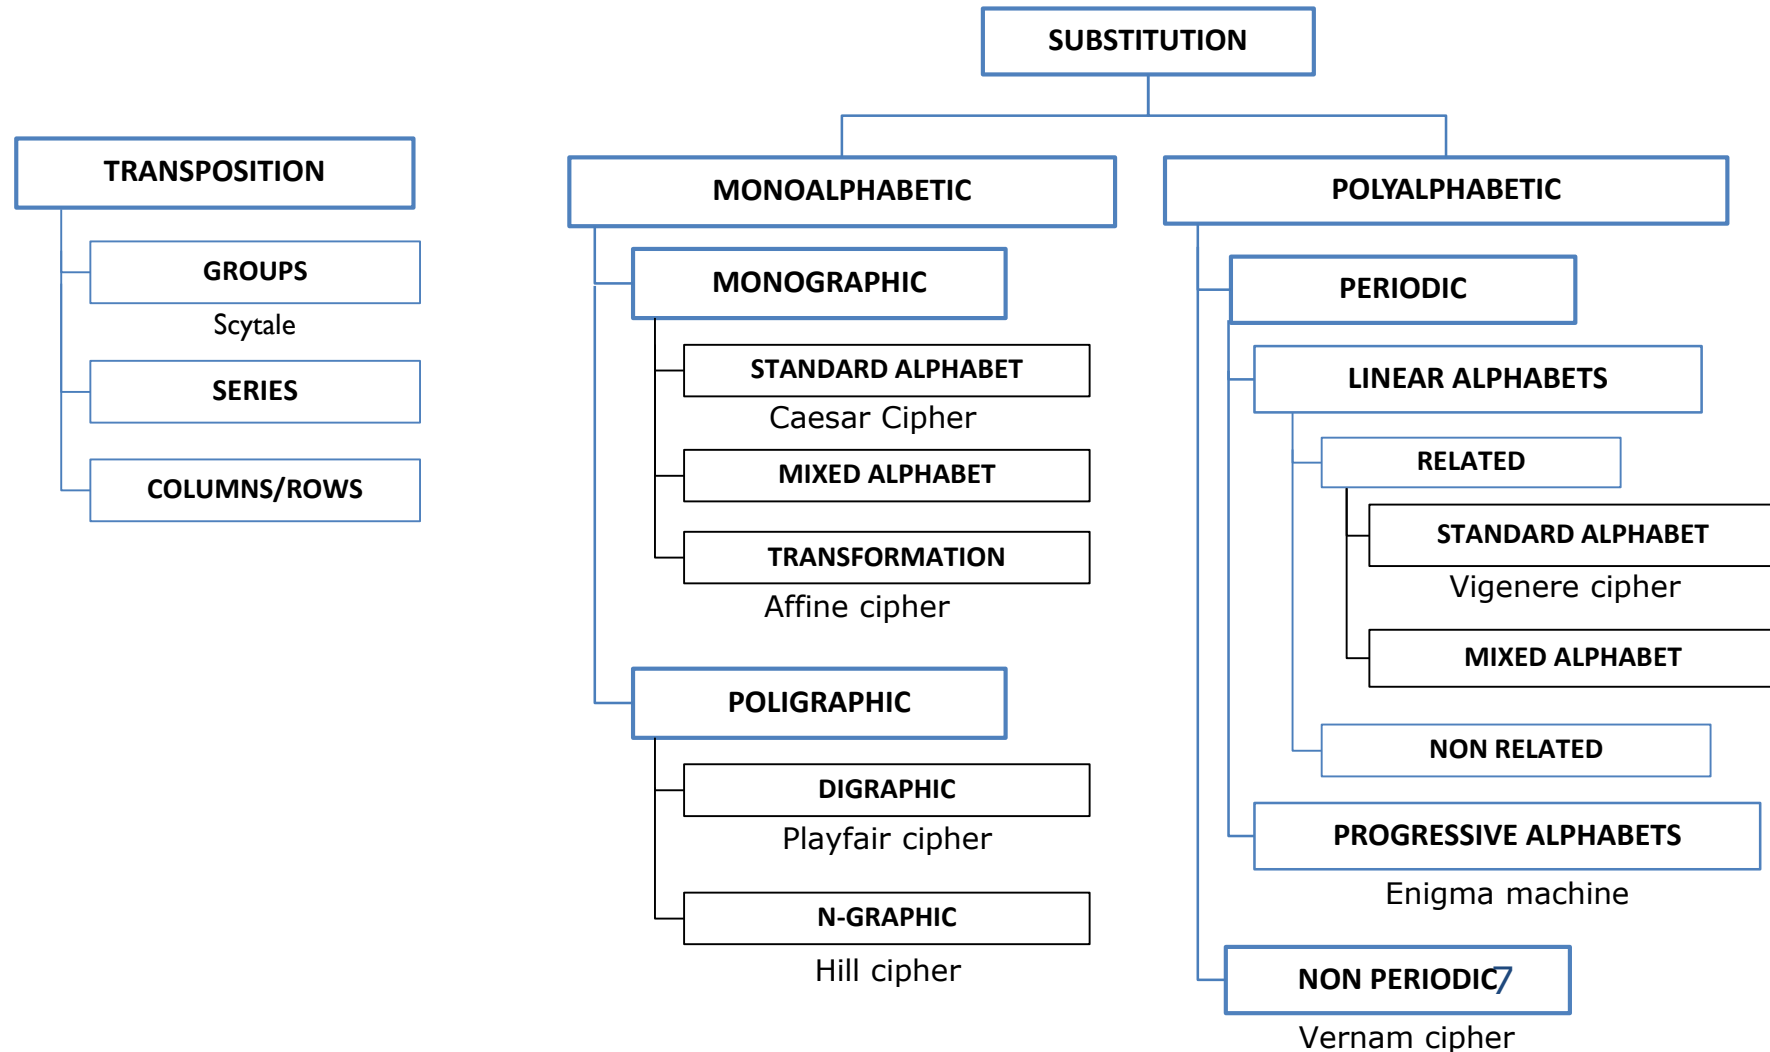 TRANSPOSITION
GROUPS
Scytale
SERIES
COLUMNS/ROWS
SUBSTITUTION
MONOALPHABETIC
MONOGRAPHIC
STANDARD ALPHABET
Caesar Cipher
MIXED ALPHABET
TRANSFORMATION
Affine cipher
POLIGRAPHIC
DIGRAPHIC
Playfair cipher
N-GRAPHIC
Hill cipher
POLYALPHABETIC
PERIODIC
LINEAR ALPHABETS
RELATED
STANDARD ALPHABET
Vigenere cipher
MIXED ALPHABET
NON RELATED
PROGRESSIVE ALPHABETS
Enigma machine
NON PERIODIC
7
Vernam cipher